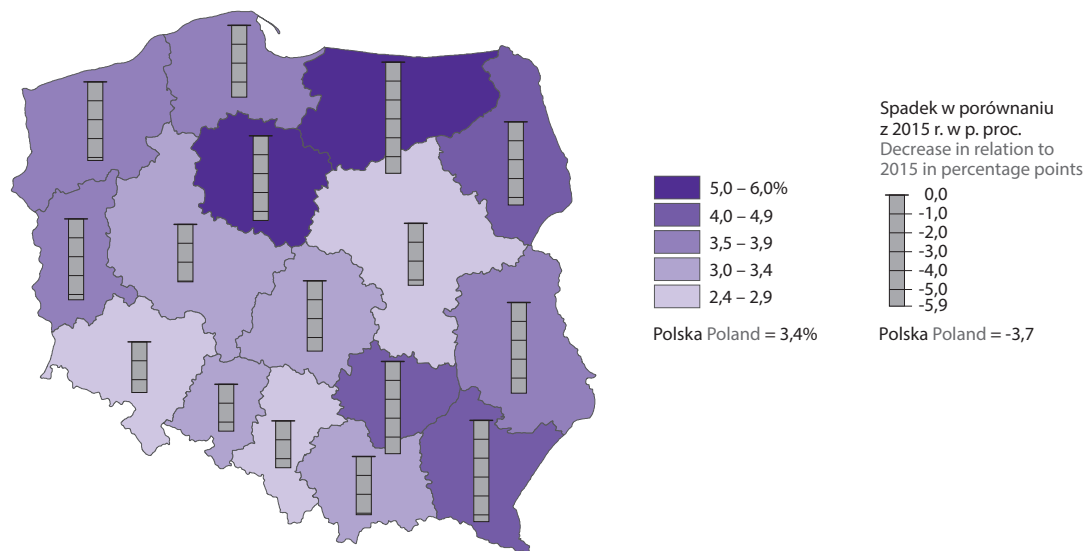 5,0 – 6,0%
4,0 – 4,9
3,5 – 3,9
3,0 – 3,4
2,4 – 2,9
Polska Poland = 3,4%
Spadek w porównaniu
z 2015 r. w p. proc.
Decrease in relation to
2015 in percentage points
0,0
-1,0
-2,0
-3,0
-4,0
-5,0
-5,9
Polska Poland = -3,7